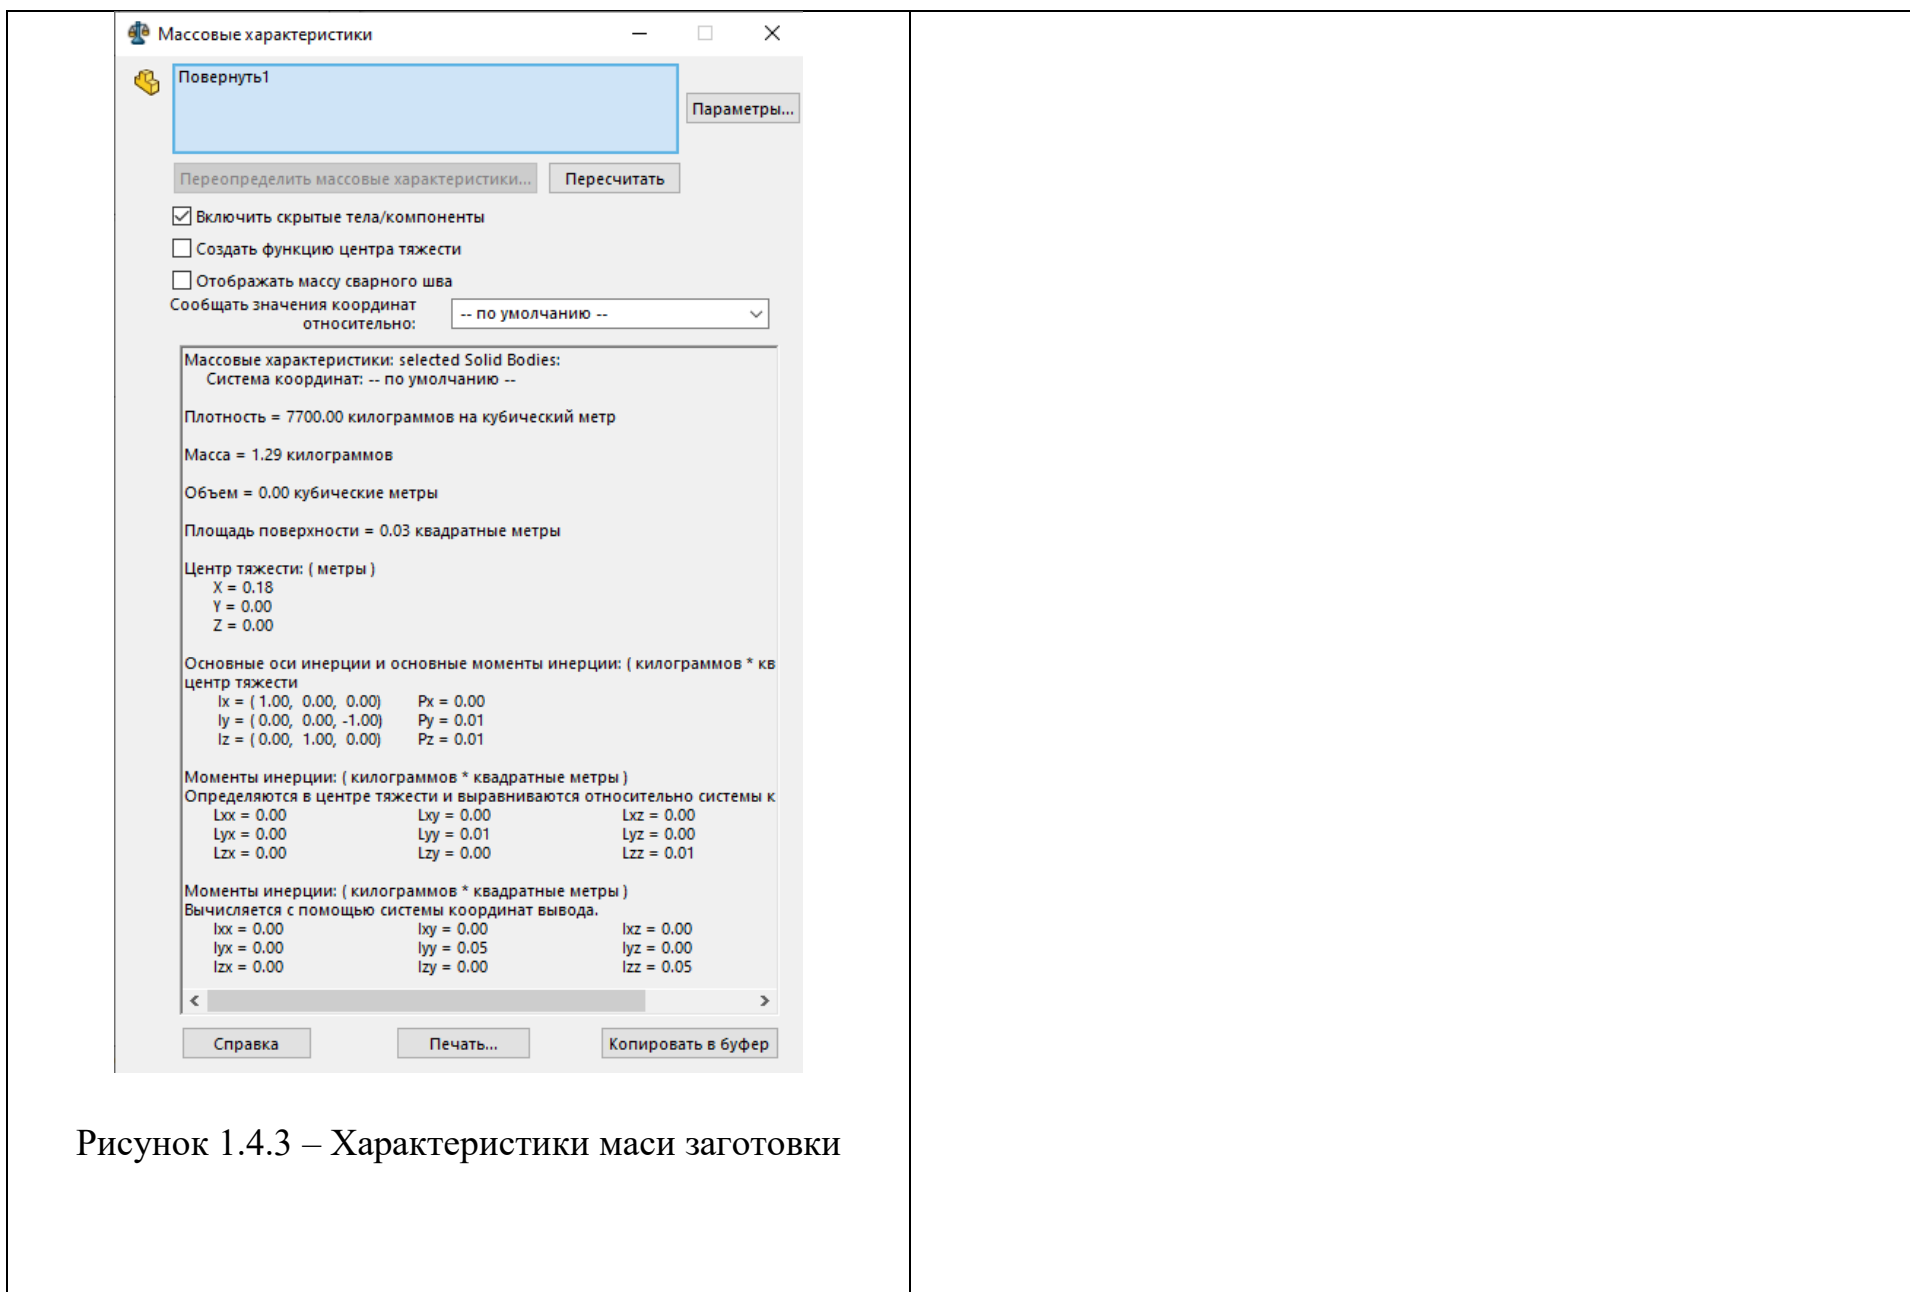 Массовые характеристики
Повернуть1
Параметры...
Переопределить массовые характеристики...
Пересчитать
Включить скрытые тела/компоненты
Создать функцию центра тяжести
Отображать массу сварного шва
Сообщать значения координат
относительно:
-- по умолчанию --
Массовые характеристики: selected Solid Bodies:
Система координат: -- по умолчанию --
Плотность = 7700.00 килограммов на кубический метр
Масса = 1.29 килограммов
Объем = 0.00 кубические метры
Площадь поверхности = 0.03 квадратные метры
Центр тяжести: ( метры )
X = 0.18
Y = 0.00
Z = 0.00
Основные оси инерции и основные моменты инерции: ( килограммов * кв
центр тяжести
Ix = ( 1.00, 0.00, 0.00) Px = 0.00
Iy = ( 0.00, 0.00, -1.00) Py = 0.01
Iz = ( 0.00, 1.00, 0.00) Pz = 0.01
Моменты инерции: ( килограммов * квадратные метры )
Определяются в центре тяжести и выравниваются относительно системы к
Lxx = 0.00 Lxy = 0.00 Lxz = 0.00
Lyx = 0.00 Lyy = 0.01 Lyz = 0.00
Lzx = 0.00 Lzy = 0.00 Lzz = 0.01
Моменты инерции: ( килограммов * квадратные метры )
Вычисляется с помощью системы координат вывода.
Ixx = 0.00 Ixy = 0.00 Ixz = 0.00
Iyx = 0.00 Iyy = 0.05 Iyz = 0.00
Izx = 0.00 Izy = 0.00 Izz = 0.05
Справка
Печать...
Копировать в буфер
Рисунок 1.4.3 – Характеристики маси заготовки